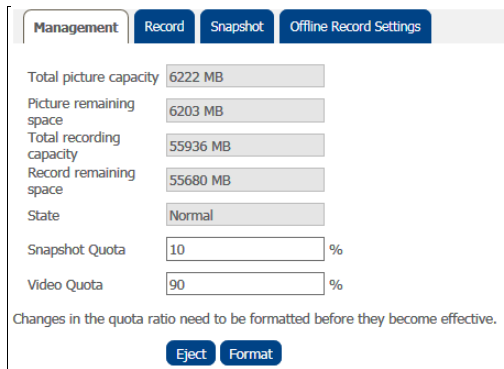 Management Record Snapshot Offline Record Settings
Total picture capacity 6222 MB
Picture remaining
space 6203 MB
Total recording
capacity 55936 MB
Record remaining
space 55680 MB
State Normal
Snapshot Quota 10 %
Video Quota 90 %
Changes in the quota ratio need to be formatted before they become effective.
Eject Format